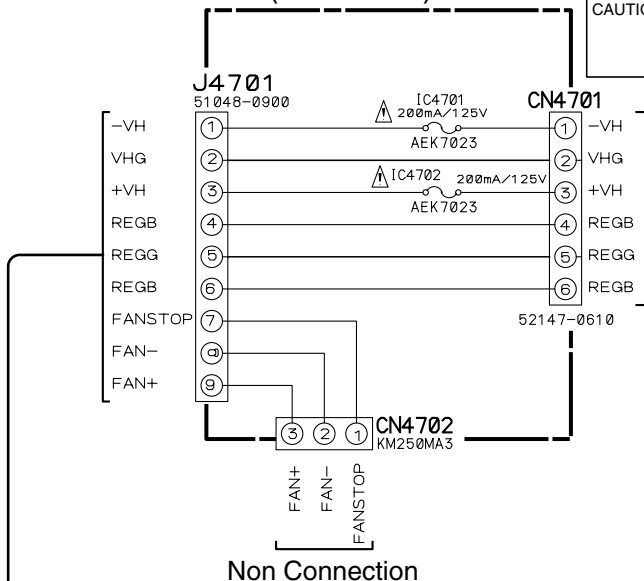 CAUTIO
J4701
51048-0900
IC4701
200mA/125V
AEK7023
CN4701
-VH
1
1
-VH
VHG
2
2
VHG
+VH
3
IC4702
200mA/125V
AEK7023
3
+VH
REGB
4
4
REGB
REGG
5
5
REGG
REGB
6
6
REGB
52147-0610
FANSTOP
7
FAN-
8
FAN+
9
3
2
1
CN4702
KM250MA3
FAN+
FAN-
FANSTOP
Non Connection